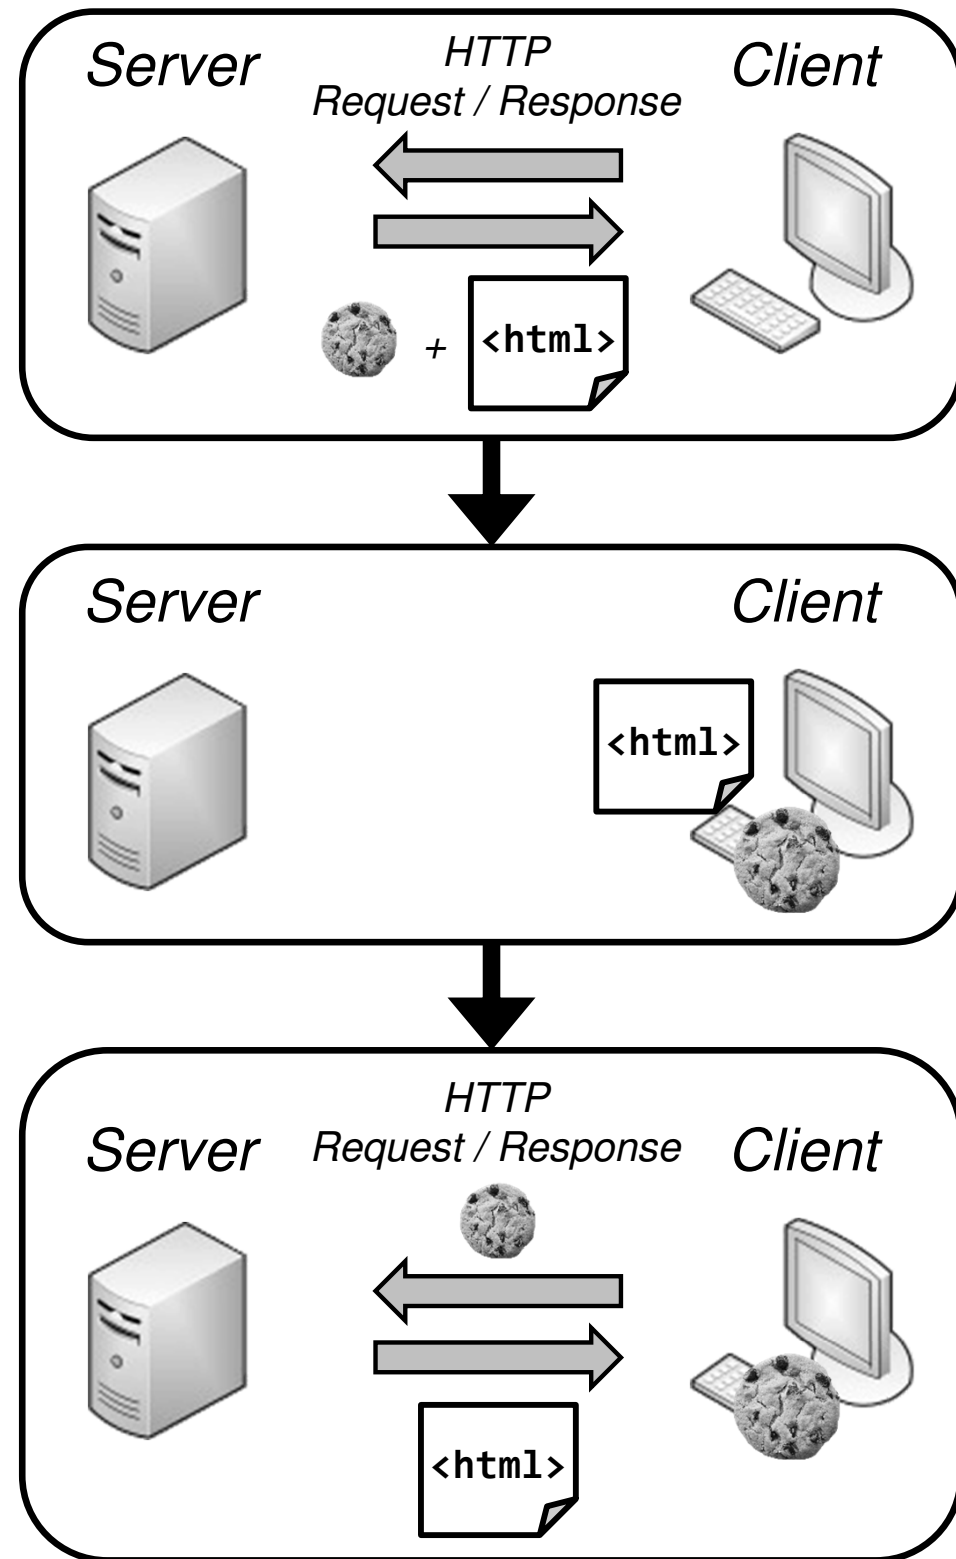 Server
HTTP
Request / Response
Client
+
<html>
Server
Client
<html>
HTTP
Request / Response
Server
Client
<html>